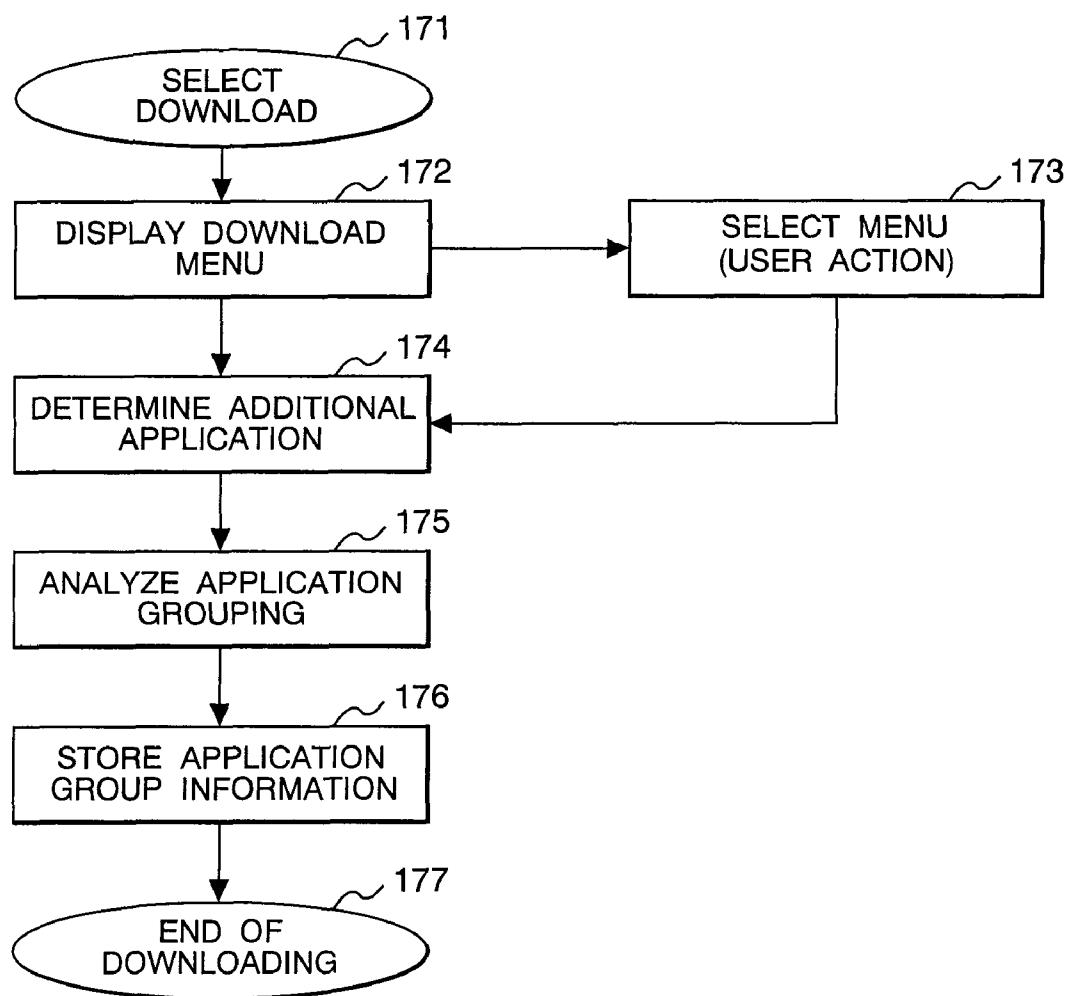 171
SELECT
DOWNLOAD
172
DISPLAY DOWNLOAD
MENU
173
SELECT MENU
(USER ACTION)
174
DETERMINE ADDITIONAL
APPLICATION
175
ANALYZE APPLICATION
GROUPING
176
STORE APPLICATION
GROUP INFORMATION
177
END OF
DOWNLOADING